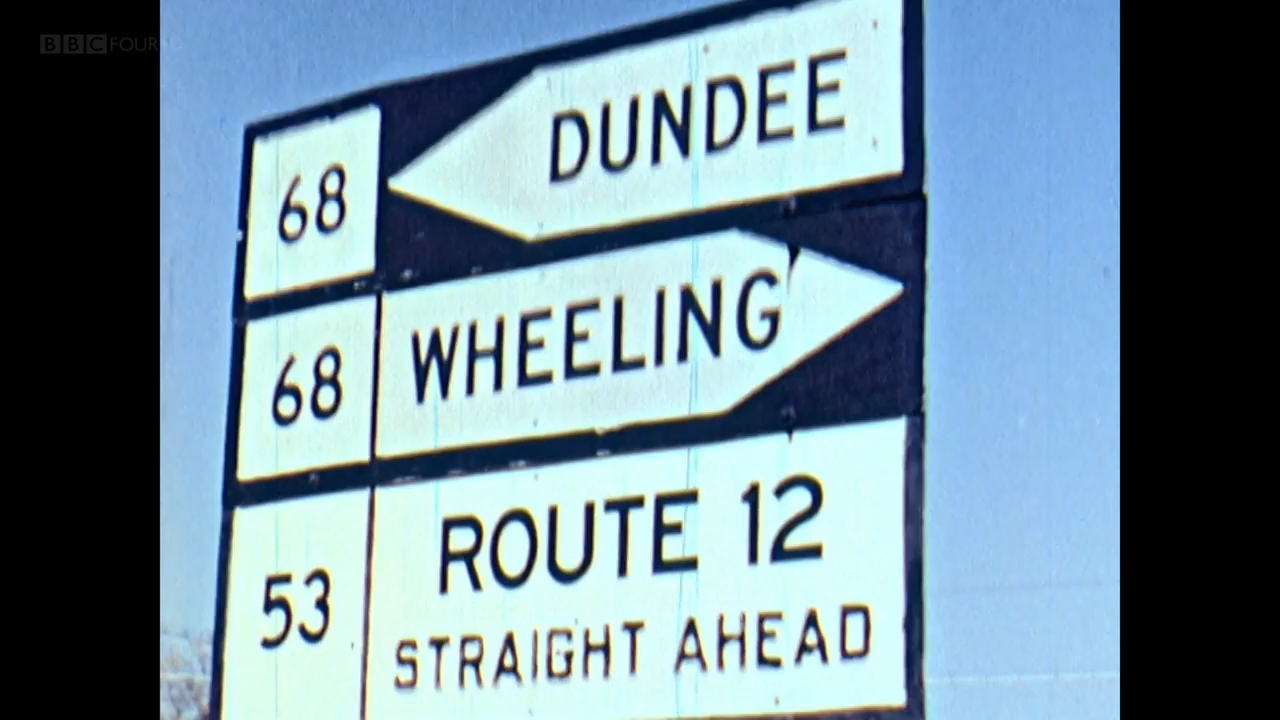 BBC FOUR
68 DUNDEE
68 WHEELING
53 ROUTE 12
STRAIGHT AHEAD